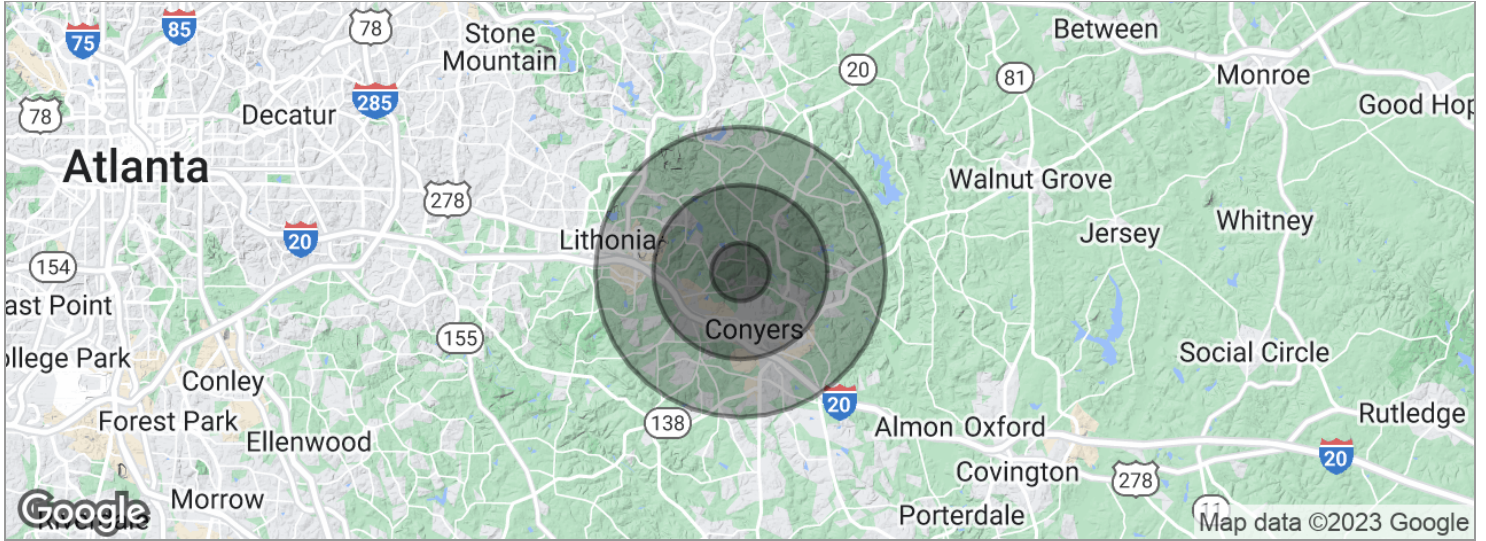 75
85
78
Stone
Mountain
20
81
Between
Monroe
Good Hop
78
Decatur
285
Atlanta
278
Walnut Grove
20
Lithonia
Jersey
Whitney
154
ast Point
155
Conyers
ollege Park
Conley
Social Circle
Forest Park
Ellenwood
138
20
Almon
Oxford
Rutledge
20
Covington
278
Morrow
Google
Riverdale
Porterdale
11
Map data ©2023 Google